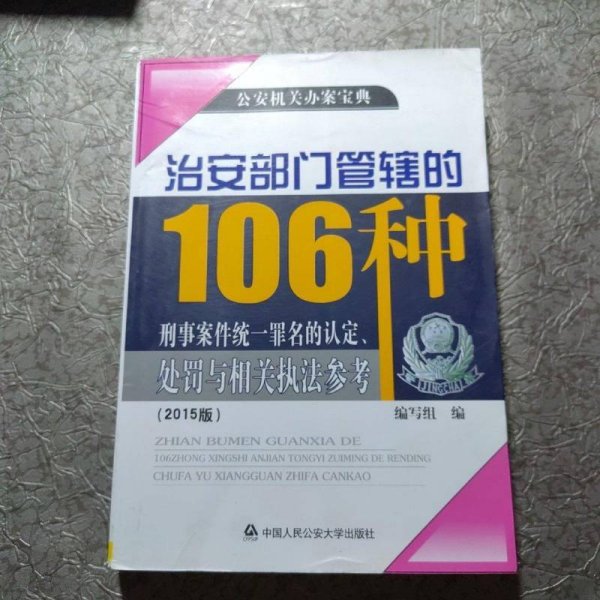 公安机关办案宝典
治安部门管辖的
106种
刑事案件统一罪名的认定、
处罚与相关执法参考
(2015版)
编写组 编
JINGCHA
ZHIAN BUMEN GUANXIA DE
106ZHONG XINGSHI ANJIAN TONGYI ZUIMING DE RENDING
CHUFA YU XIANGGUAN ZHIFA CANKAO
CPPSUP
中国人民公安大学出版社